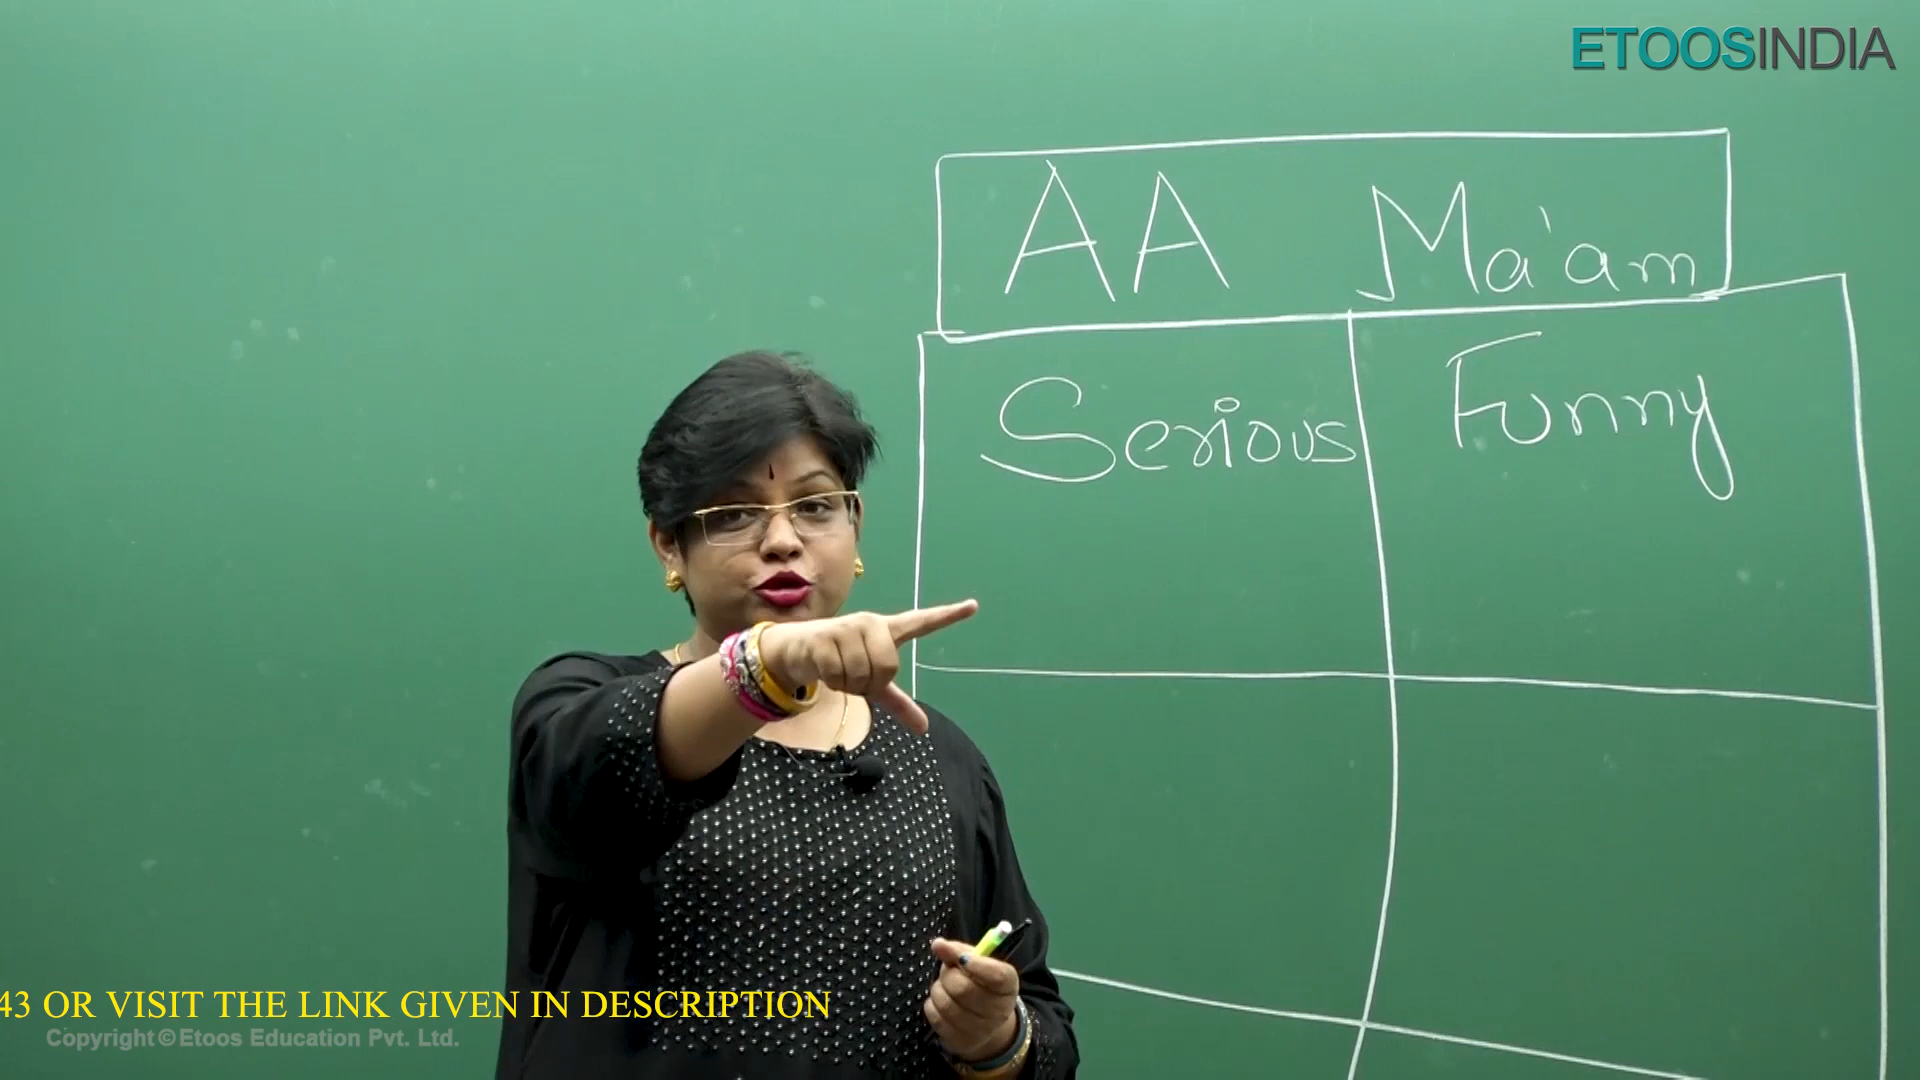 ETOOSINDIA
AA Ma'am
Serious Funny
43 OR VISIT THE LINK GIVEN IN DESCRIPTION
Copyright © Etoos Education Pvt. Ltd.